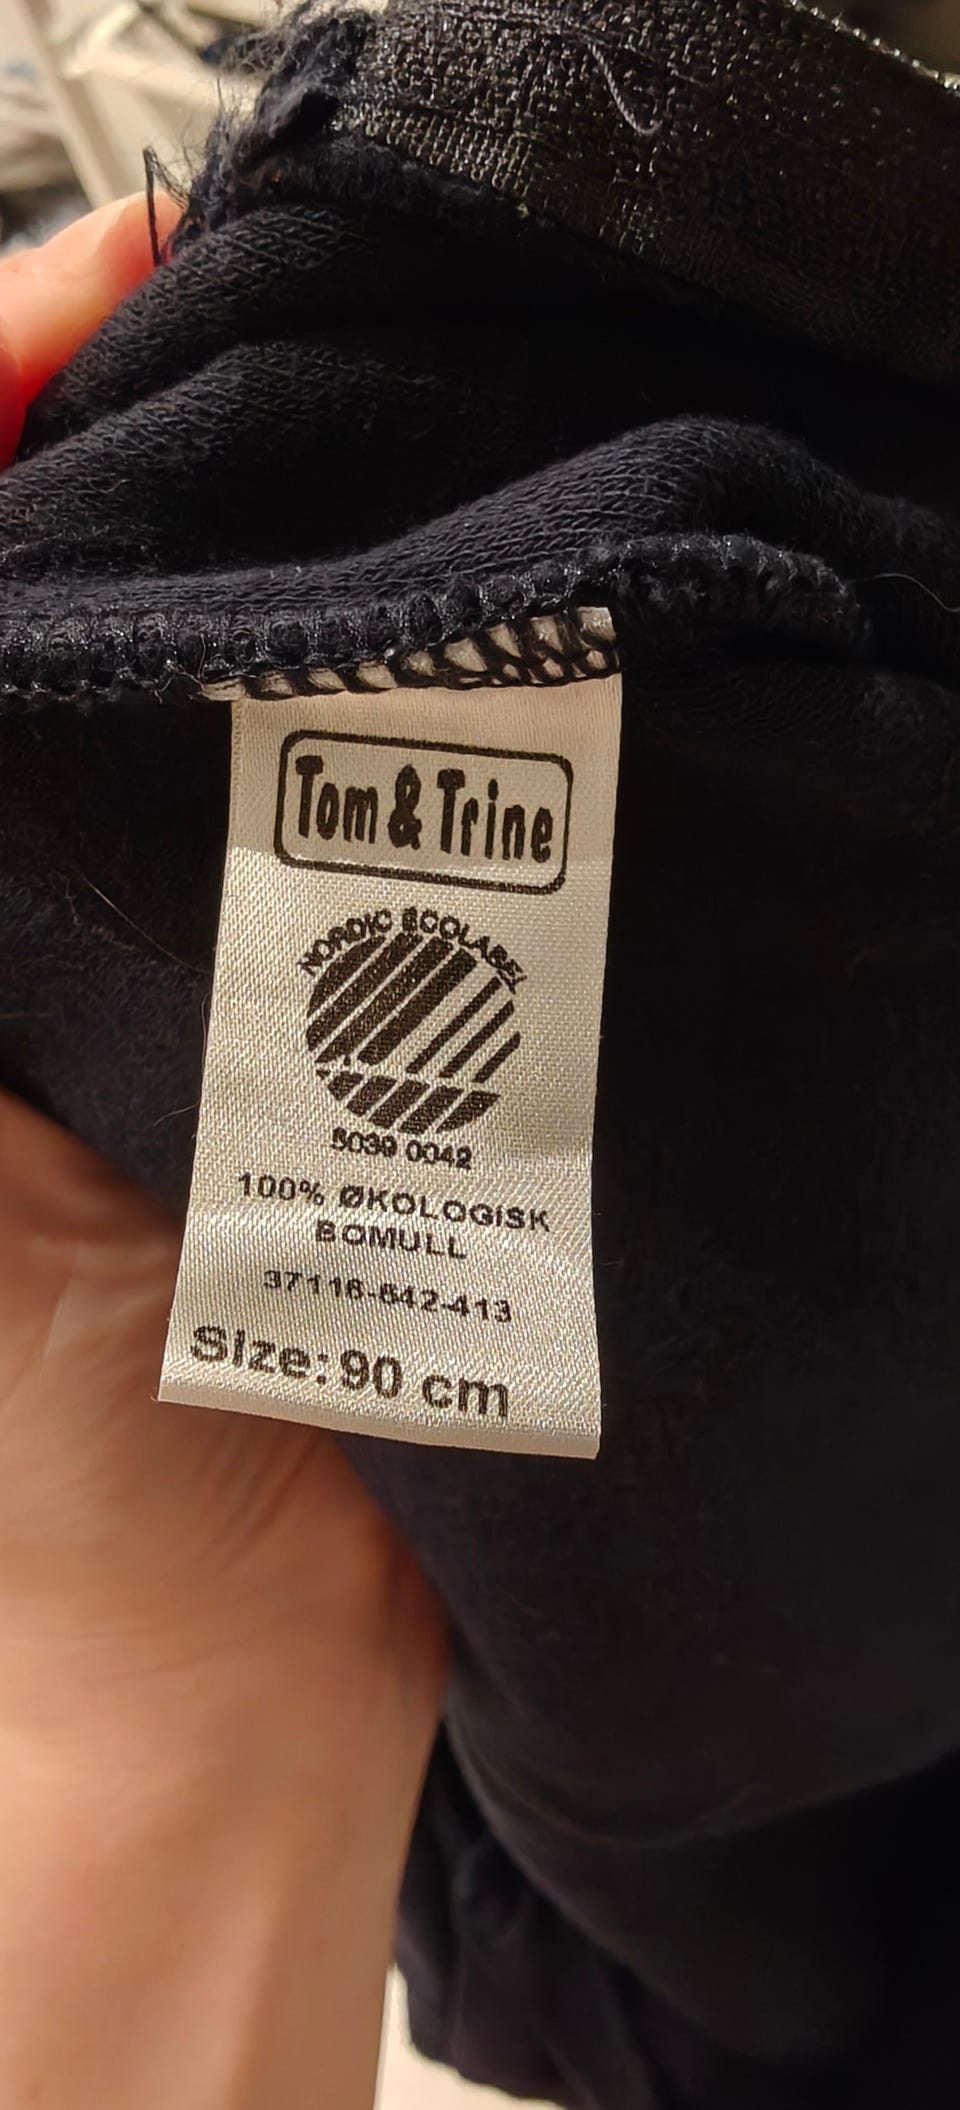 Tom & Trine
NORDIC ECOLABEL
5039 0042
100% ØKOLOGISK
BOMULL
37116-642-413
Size: 90 cm